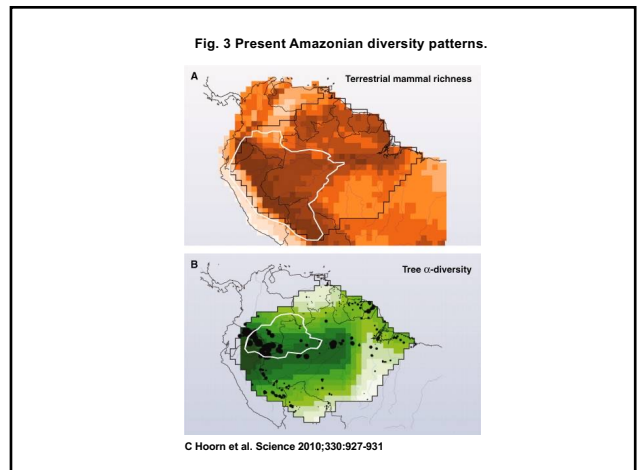 Fig. 3 Present Amazonian diversity patterns.
A
Terrestrial mammal richness
B
Tree α-diversity
C Hoorn et al. Science 2010;330:927-931